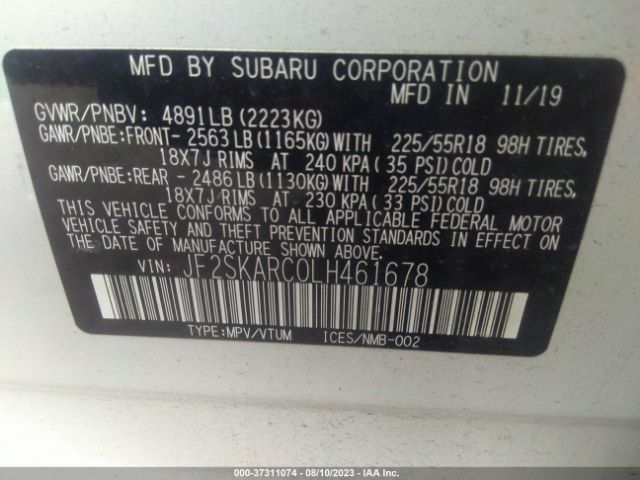 MFD BY SUBARU CORPORATION
MFD IN 11/19
GVWR/PNBV: 4891LB (2223KG)
GAWR/PNBE:FRONT- 2563LB(1165KG)WITH 225/55R18 98H TIRES,
18X7J RIMS AT 240 KPA( 35 PSI)COLD
GAWR/PNBE:REAR - 2486LB(1130KG)WITH 225/55R18 98H TIRES,
18X7J RIMS AT 230 KPA( 33 PSI)COLD
THIS VEHICLE CONFORMS TO ALL APPLICABLE FEDERAL MOTOR
VEHICLE SAFETY AND THEFT PREVENTION STANDARDS IN EFFECT
ON THE DATE OF MANUFACTURE SHOWN ABOVE.
VIN: JF2SKARC0LH461678
TYPE:MPV/VTUM ICES/NMB-002
000-37311074 - 08/10/2023 - IAA Inc.